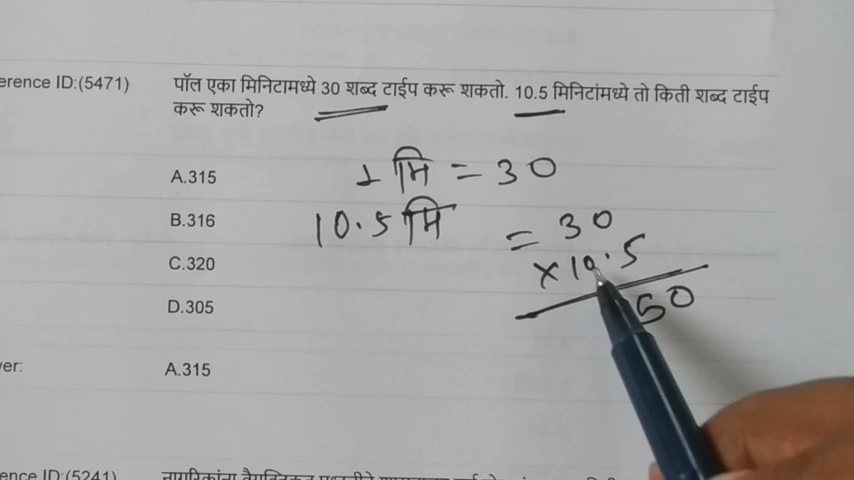 erence ID:(5471) पॉल एका मिनिटामध्ये 30 शब्द टाईप करू शकतो. 10.5 मिनिटांमध्ये तो किती शब्द टाईप
करू शकतो?
A.315
1 मि = 30
B.316
10.5 मि = 30
C.320
×10.5
D.305
50
er: A.315
ence ID:(5241)